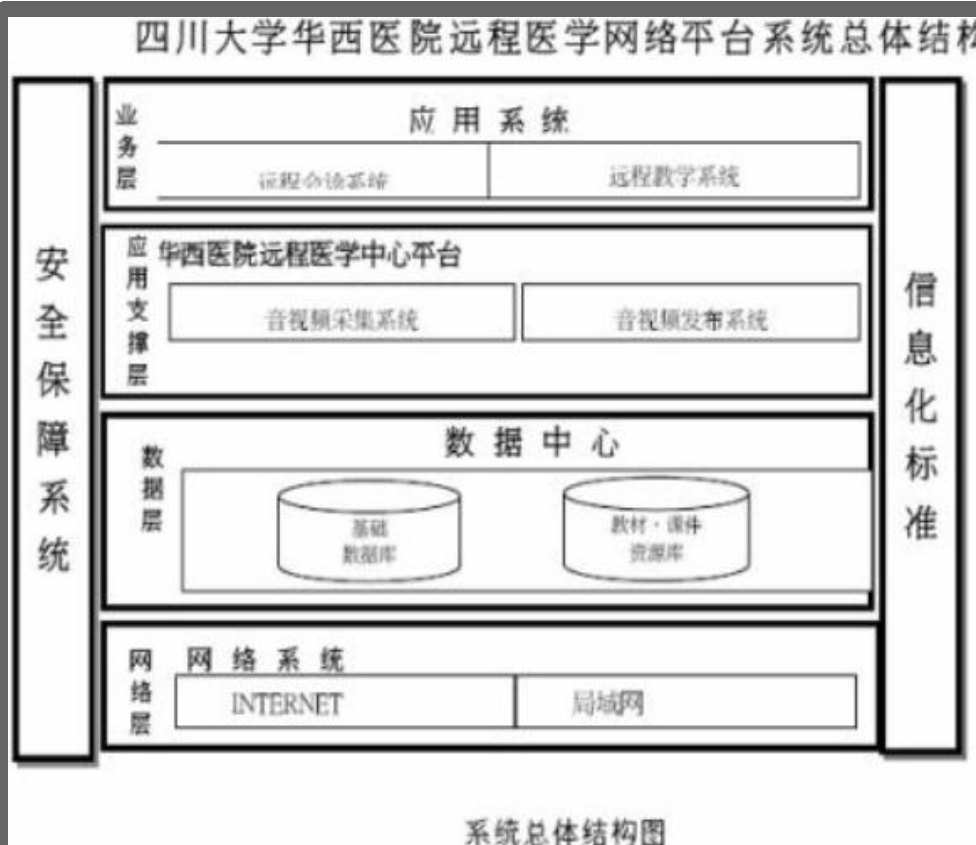 四川大学华西医院远程医学网络平台系统总体结构
安全保障系统
业务层
应用系统
远程会诊系统
远程教学系统
应用支撑层
华西医院远程医学中心平台
音视频采集系统
音视频发布系统
数据层
数据中心
基础
数据库
教材·课件
资源库
网络层
网络系统
INTERNET
局域网
信息化标准
系统总体结构图